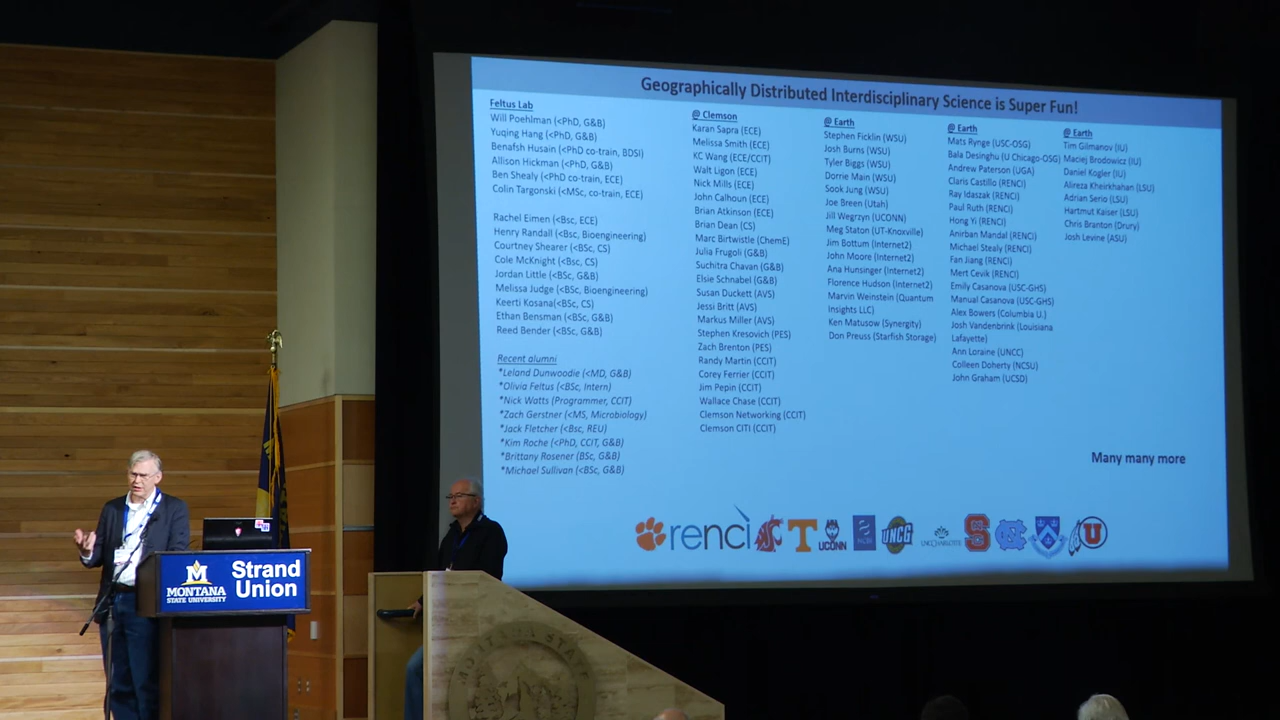 Geographically Distributed Interdisciplinary Science is Super Fun!
Feltus Lab
Will Poehlman (<PhD, G&B)
Yuqing Hang (<PhD, G&B)
Benafsh Husain (<PhD co-train, BDSI)
Allison Hickman (<PhD, G&B)
Ben Shealy (<PhD co-train, ECE)
Colin Targonski (<MSc, co-train, ECE)
Rachel Eimen (<Bsc, ECE)
Henry Randall (<Bsc, Bioengineering)
Courtney Shearer (<BSc, CS)
Cole McKnight (<BSc, CS)
Jordan Little (<BSc, G&B)
Melissa Judge (<BSc, Bioengineering)
Keerti Kosana(<BSc, CS)
Ethan Bensman (<BSc, G&B)
Reed Bender (<BSc, G&B)
Recent alumni
*Leland Dunwoodie (<MD, G&B)
*Olivia Feltus (<BSc, Intern)
*Nick Watts (Programmer, CCIT)
*Zach Gerstner (<MS, Microbiology)
*Jack Fletcher (<Bsc, REU)
*Kim Roche (<PhD, CCIT, G&B)
*Brittany Rosener (BSc, G&B)
*Michael Sullivan (<BSc, G&B)
@ Clemson
Karan Sapra (ECE)
Melissa Smith (ECE)
KC Wang (ECE/CCIT)
Walt Ligon (ECE)
Nick Mills (ECE)
John Calhoun (ECE)
Brian Atkinson (ECE)
Brian Dean (CS)
Marc Birtwistle (ChemE)
Julia Frugoli (G&B)
Suchitra Chavan (G&B)
Elsie Schnabel (G&B)
Susan Duckett (AVS)
Jessi Britt (AVS)
Markus Miller (AVS)
Stephen Kresovich (PES)
Zach Brenton (PES)
Randy Martin (CCIT)
Corey Ferrier (CCIT)
Jim Pepin (CCIT)
Wallace Chase (CCIT)
Clemson Networking (CCIT)
Clemson CITI (CCIT)
@ Earth
Stephen Ficklin (WSU)
Josh Burns (WSU)
Tyler Biggs (WSU)
Dorrie Main (WSU)
Sook Jung (WSU)
Joe Breen (Utah)
Jill Wegrzyn (UCONN)
Meg Staton (UT-Knoxville)
Jim Bottum (Internet2)
John Moore (Internet2)
Ana Hunsinger (Internet2)
Florence Hudson (Internet2)
Marvin Weinstein (Quantum
Insights LLC)
Ken Matusow (Synergity)
Don Preuss (Starfish Storage)
@ Earth
Mats Rynge (USC-OSG)
Bala Desinghu (U Chicago-OSG)
Andrew Paterson (UGA)
Claris Castillo (RENCI)
Ray Idaszak (RENCI)
Paul Ruth (RENCI)
Hong Yi (RENCI)
Anirban Mandal (RENCI)
Michael Stealy (RENCI)
Fan Jiang (RENCI)
Mert Cevik (RENCI)
Emily Casanova (USC-GHS)
Manual Casanova (USC-GHS)
Alex Bowers (Columbia U.)
Josh Vandenbrink (Louisiana
Lafayette)
Ann Loraine (UNCC)
Colleen Doherty (NCSU)
John Graham (UCSD)
@ Earth
Tim Gilmanov (IU)
Maciej Brodowicz (IU)
Daniel Kogler (IU)
Alireza Kheirkhahan (LSU)
Adrian Serio (LSU)
Hartmut Kaiser (LSU)
Chris Branton (Drury)
Josh Levine (ASU)
Many many more
renci
T
UCONN
UNCG
UNC CHARLOTTE
S
NC
U
M
MONTANA
STATE UNIVERSITY
Strand
Union